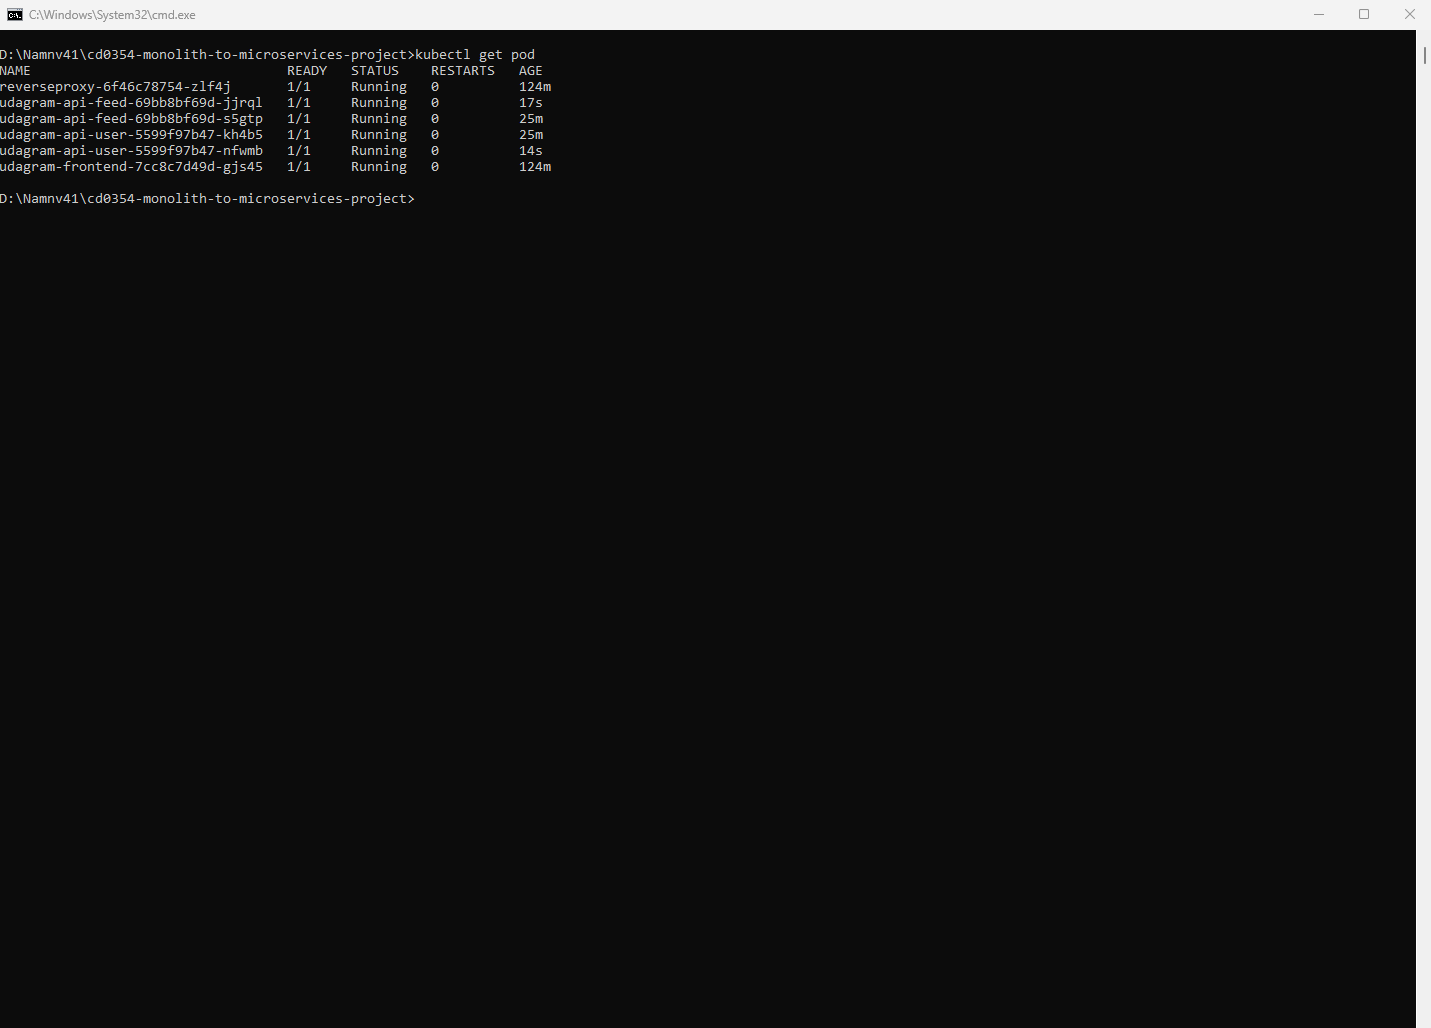 C:\Windows\System32\cmd.exe
D:\Namnv41\cd0354-monolith-to-microservices-project>kubectl get pod
NAME READY STATUS RESTARTS AGE
reverseproxy-6f46c78754-zlf4j 1/1 Running 0 124m
udagram-api-feed-69bb8bf69d-jjrql 1/1 Running 0 17s
udagram-api-feed-69bb8bf69d-s5gtp 1/1 Running 0 25m
udagram-api-user-5599f97b47-kh4b5 1/1 Running 0 25m
udagram-api-user-5599f97b47-nfwmb 1/1 Running 0 14s
udagram-frontend-7cc8c7d49d-gjs45 1/1 Running 0 124m
D:\Namnv41\cd0354-monolith-to-microservices-project>